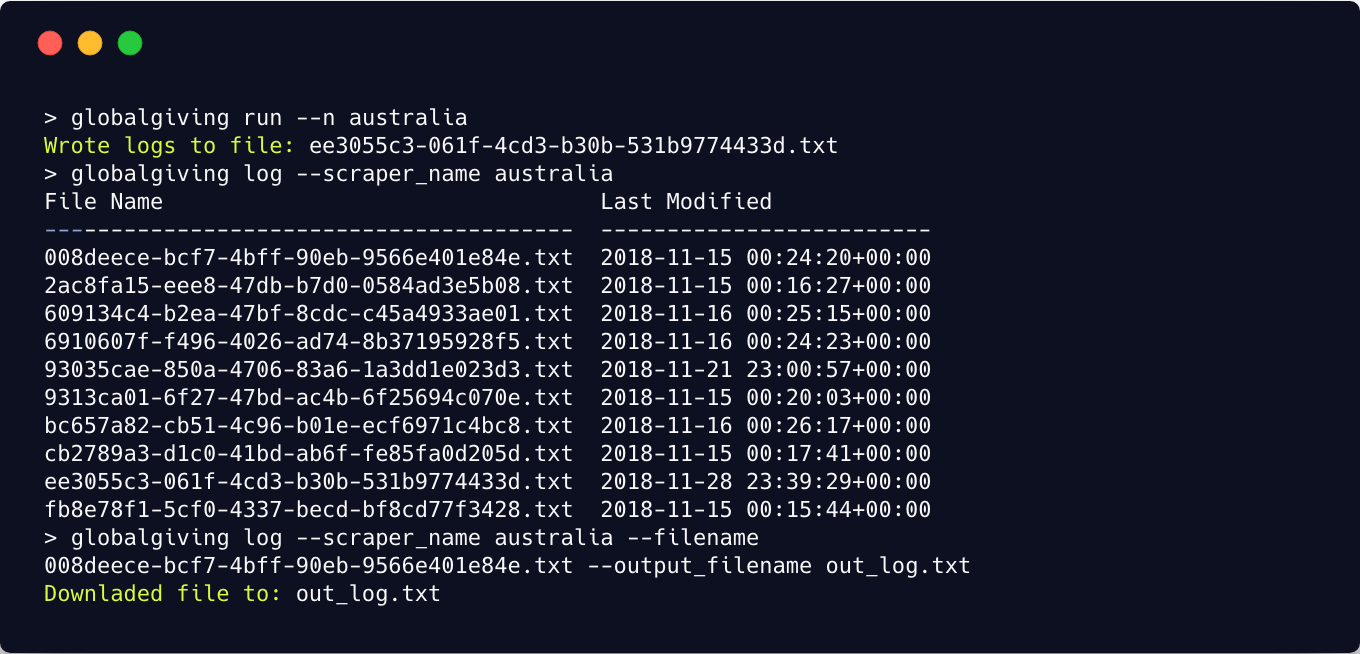 > globalgiving run --n australia
Wrote logs to file: ee3055c3-061f-4cd3-b30b-531b9774433d.txt
> globalgiving log --scraper_name australia
File Name                                 Last Modified
----------------------------------------  -------------------------
008deece-bcf7-4bff-90eb-9566e401e84e.txt  2018-11-15 00:24:20+00:00
2ac8fa15-eee8-47db-b7d0-0584ad3e5b08.txt  2018-11-15 00:16:27+00:00
609134c4-b2ea-47bf-8cdc-c45a4933ae01.txt  2018-11-16 00:25:15+00:00
6910607f-f496-4026-ad74-8b37195928f5.txt  2018-11-16 00:24:23+00:00
93035cae-850a-4706-83a6-1a3dd1e023d3.txt  2018-11-21 23:00:57+00:00
9313ca01-6f27-47bd-ac4b-6f25694c070e.txt  2018-11-15 00:20:03+00:00
bc657a82-cb51-4c96-b01e-ecf6971c4bc8.txt  2018-11-16 00:26:17+00:00
cb2789a3-d1c0-41bd-ab6f-fe85fa0d205d.txt  2018-11-15 00:17:41+00:00
ee3055c3-061f-4cd3-b30b-531b9774433d.txt  2018-11-28 23:39:29+00:00
fb8e78f1-5cf0-4337-becd-bf8cd77f3428.txt  2018-11-15 00:15:44+00:00
> globalgiving log --scraper_name australia --filename
008deece-bcf7-4bff-90eb-9566e401e84e.txt --output_filename out_log.txt
Downladed file to: out_log.txt